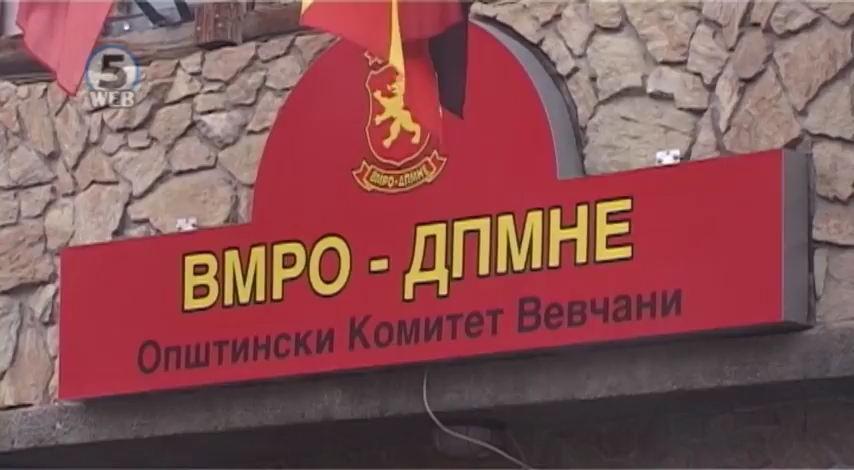 5
WEB
ВМРО-ДПМНЕ
ВМРО - ДПМНЕ
Општински Комитет Вевчани